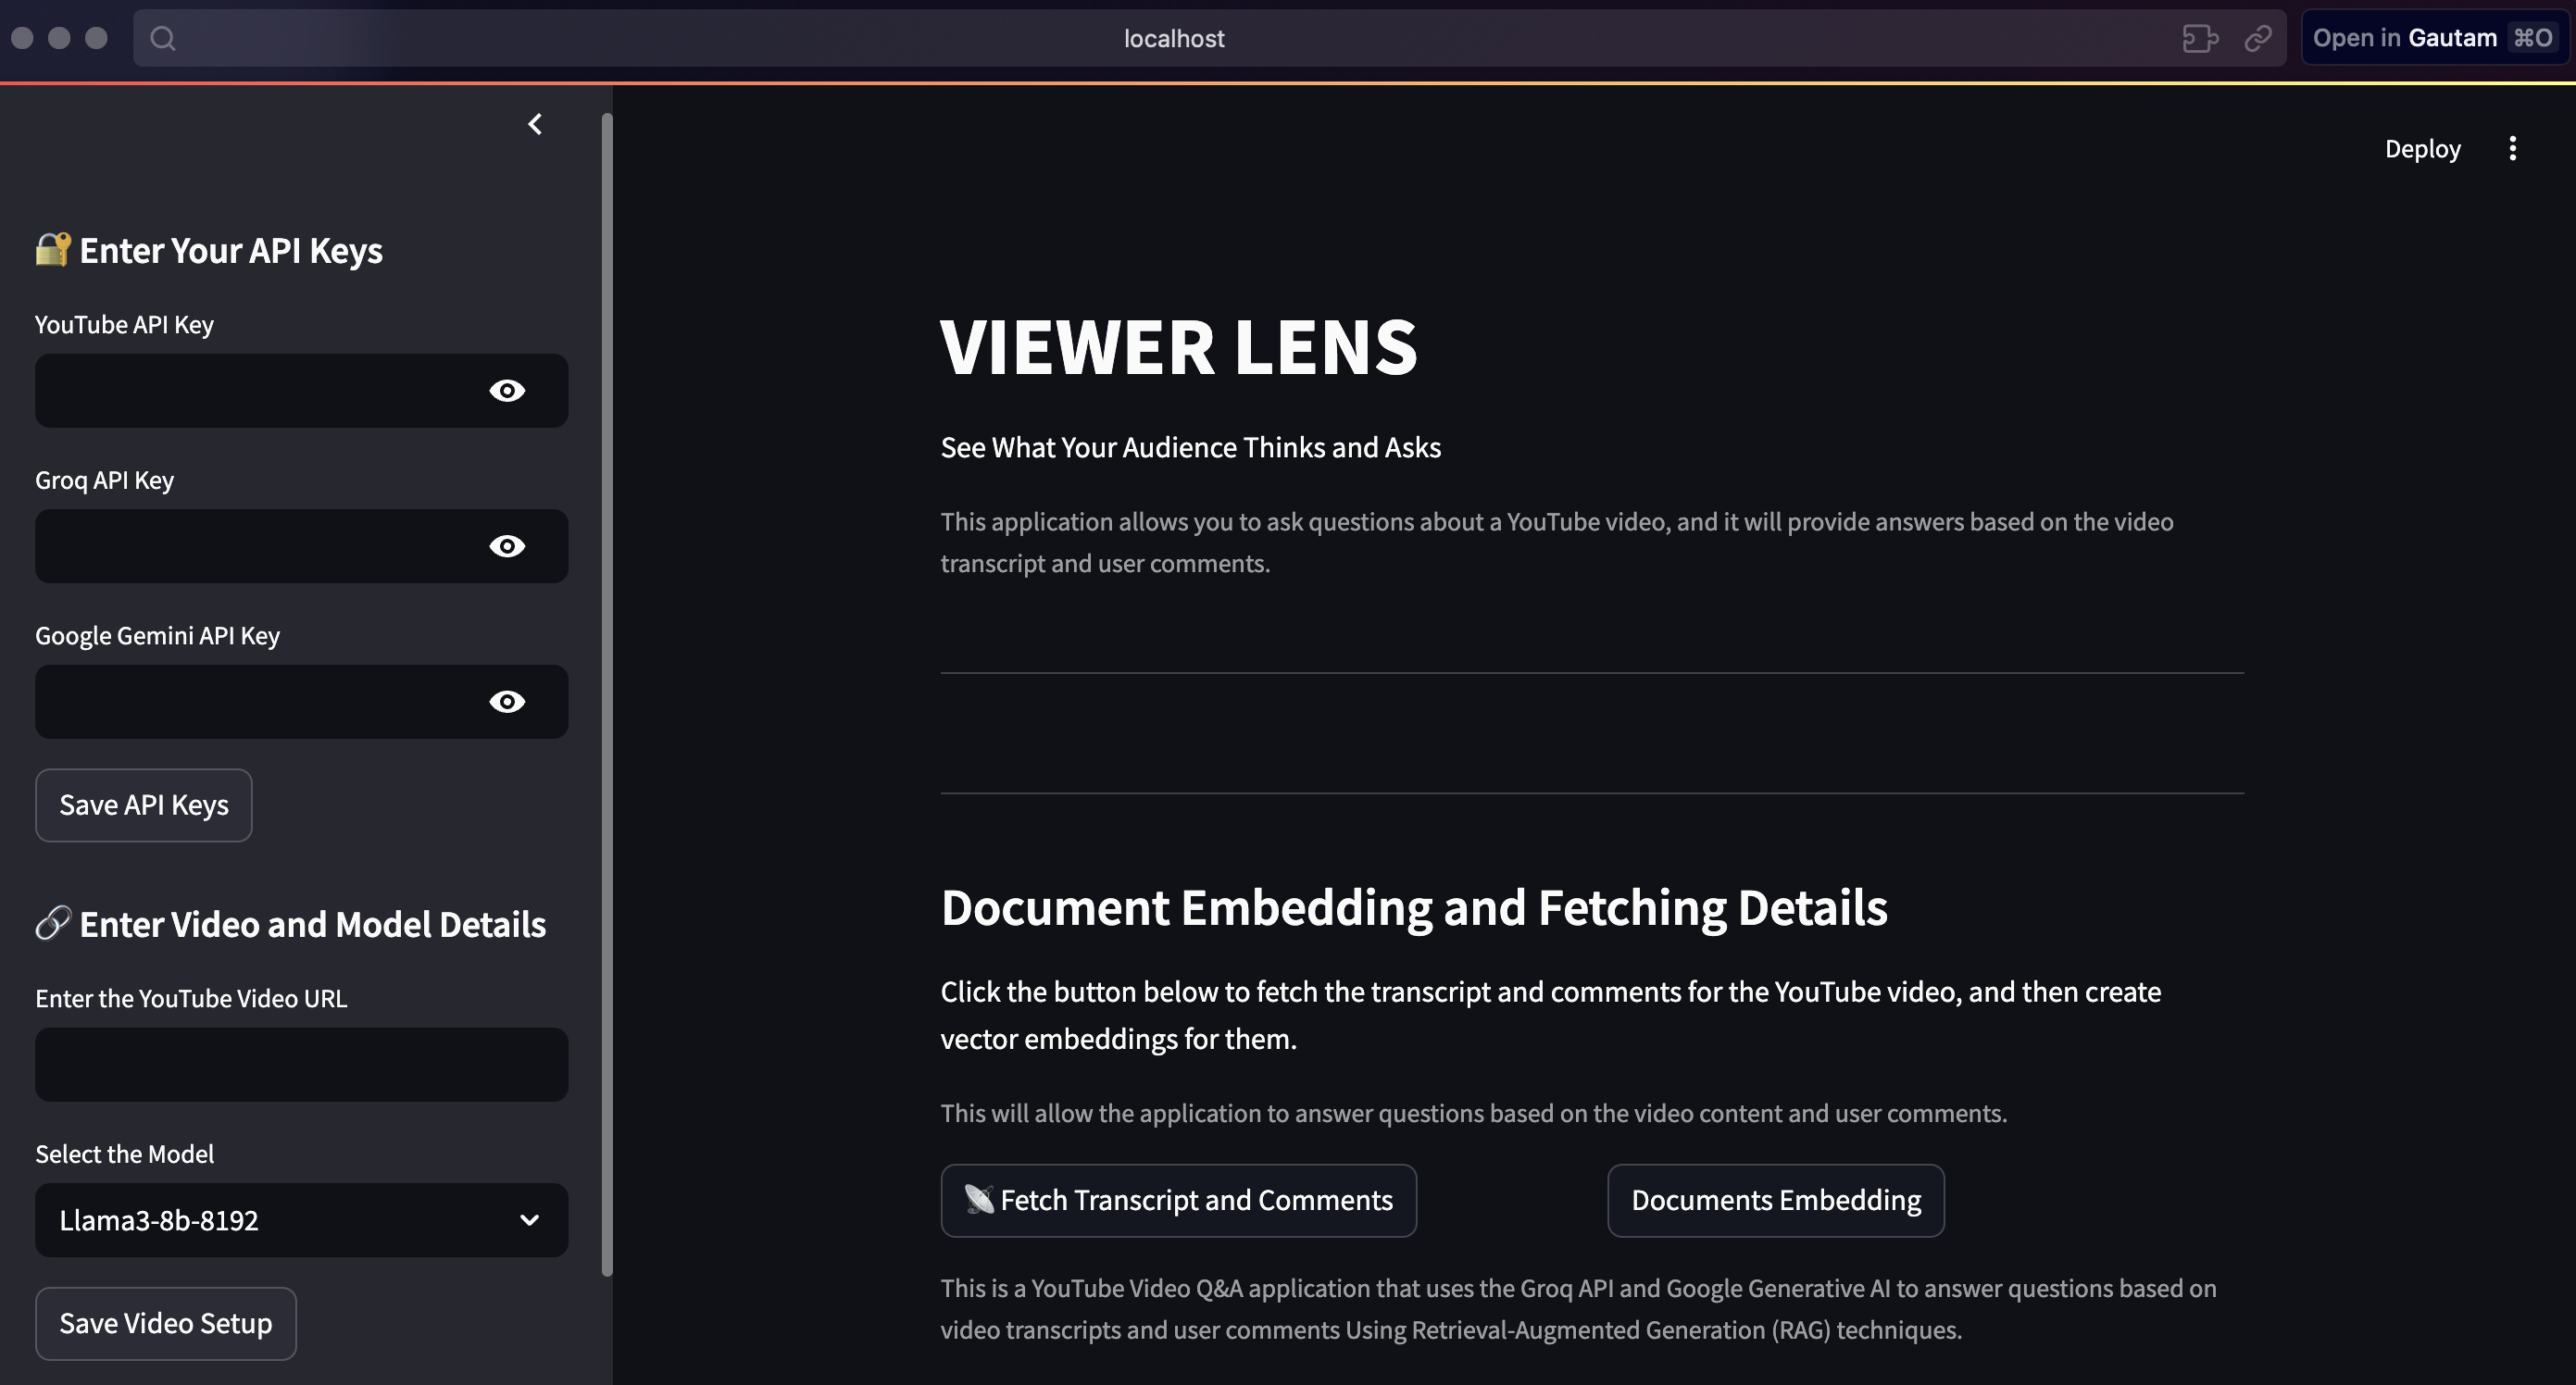 localhost
Open in Gautam ⌘O
Deploy
🔐 Enter Your API Keys
YouTube API Key
Groq API Key
Google Gemini API Key
Save API Keys
🔗 Enter Video and Model Details
Enter the YouTube Video URL
Select the Model
Llama3-8b-8192
Save Video Setup
VIEWER LENS
See What Your Audience Thinks and Asks
This application allows you to ask questions about a YouTube video, and it will provide answers based on the video
transcript and user comments.
Document Embedding and Fetching Details
Click the button below to fetch the transcript and comments for the YouTube video, and then create
vector embeddings for them.
This will allow the application to answer questions based on the video content and user comments.
📡 Fetch Transcript and Comments
Documents Embedding
This is a YouTube Video Q&A application that uses the Groq API and Google Generative AI to answer questions based on
video transcripts and user comments Using Retrieval-Augmented Generation (RAG) techniques.